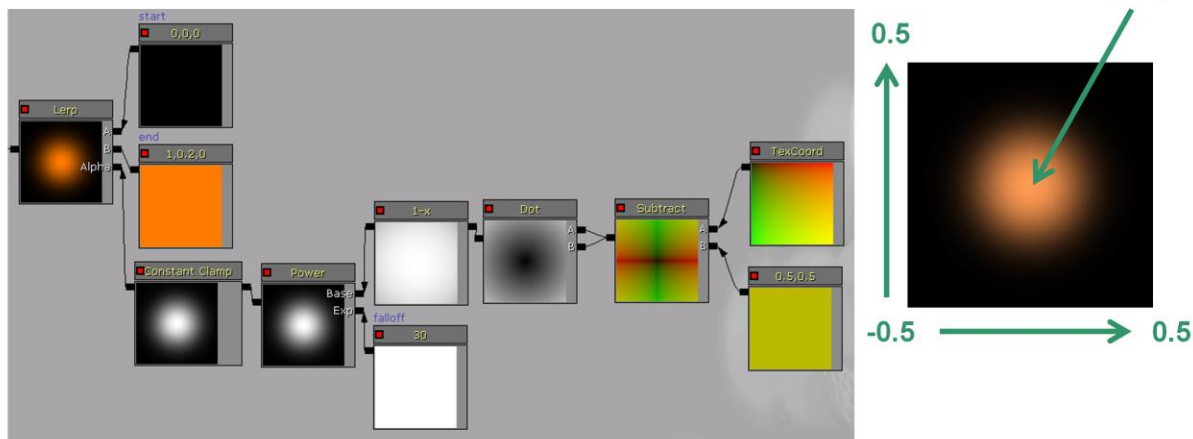 start
0,0,0
Lerp
A
B
Alpha
end
1,0.2,0
Constant Clamp
Power
Base
Exp
1-x
falloff
30
Dot
A
B
Subtract
A
B
TexCoord
0.5,0.5
0.5
-0.5
0.5